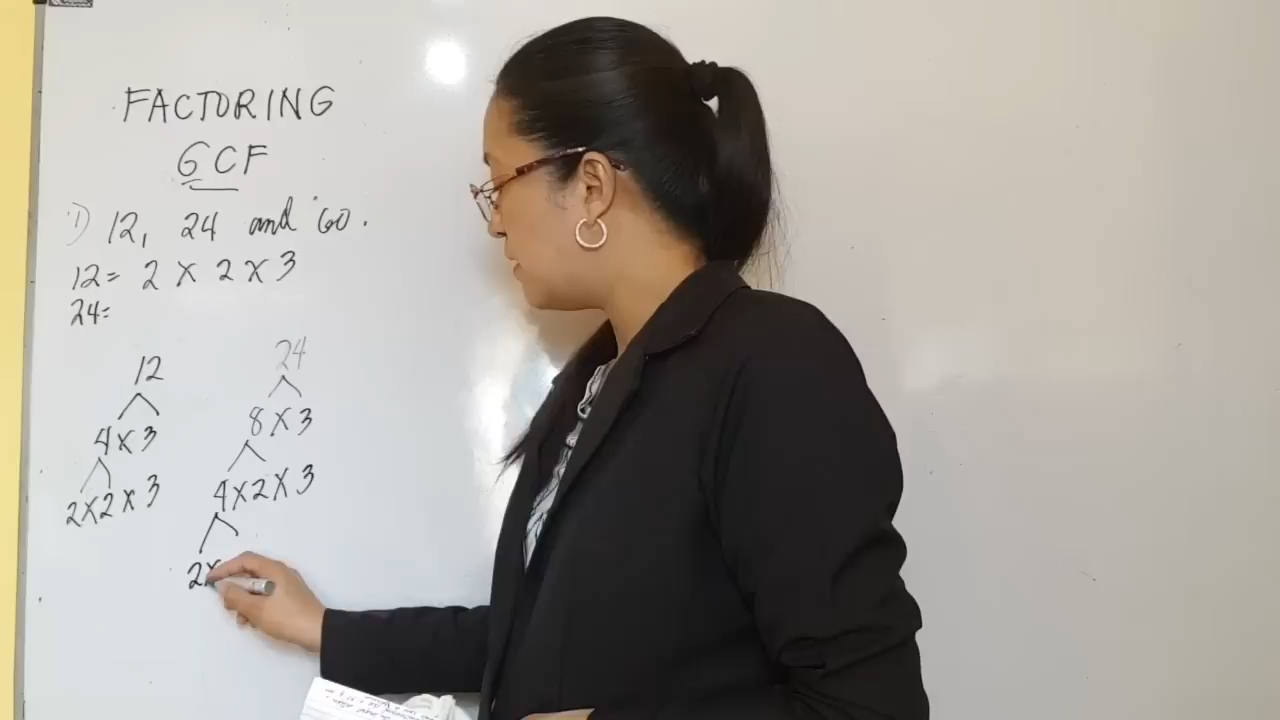 FACTORING
GCF
1) 12, 24 and 60.
12 = 2 X 2 X 3
24 =
12
4 X 3
2 X 2 X 3
24
8 X 3
4 X 2 X 3
2 X